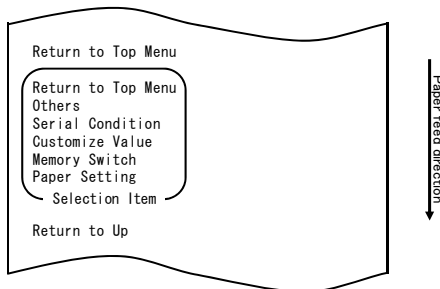 Return to Top Menu
Return to Top Menu
Others
Serial Condition
Customize Value
Memory Switch
Paper Setting
Selection Item
Return to Up
Paper feed direction